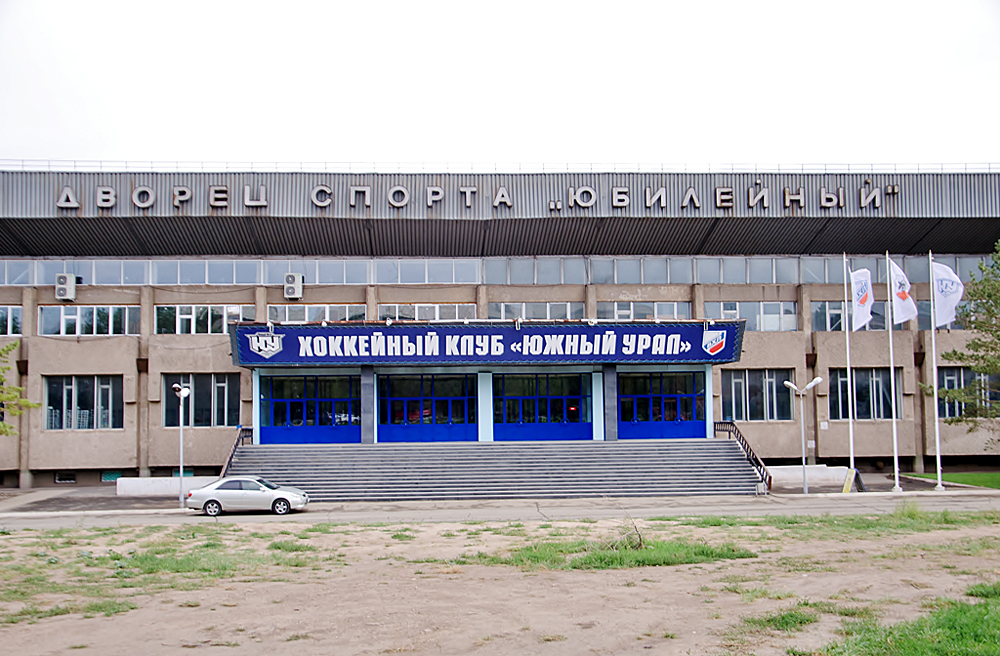 ДВОРЕЦ СПОРТА „ЮБИЛЕЙНЫЙ"
ХОККЕЙНЫЙ КЛУБ «ЮЖНЫЙ УРАЛ»